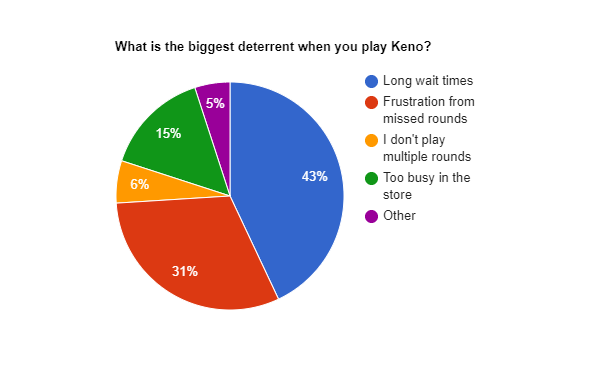 What is the biggest deterrent when you play Keno?
Long wait times
Frustration from
missed rounds
I don't play
multiple rounds
Too busy in the
store
Other
5%
15%
43%
6%
31%